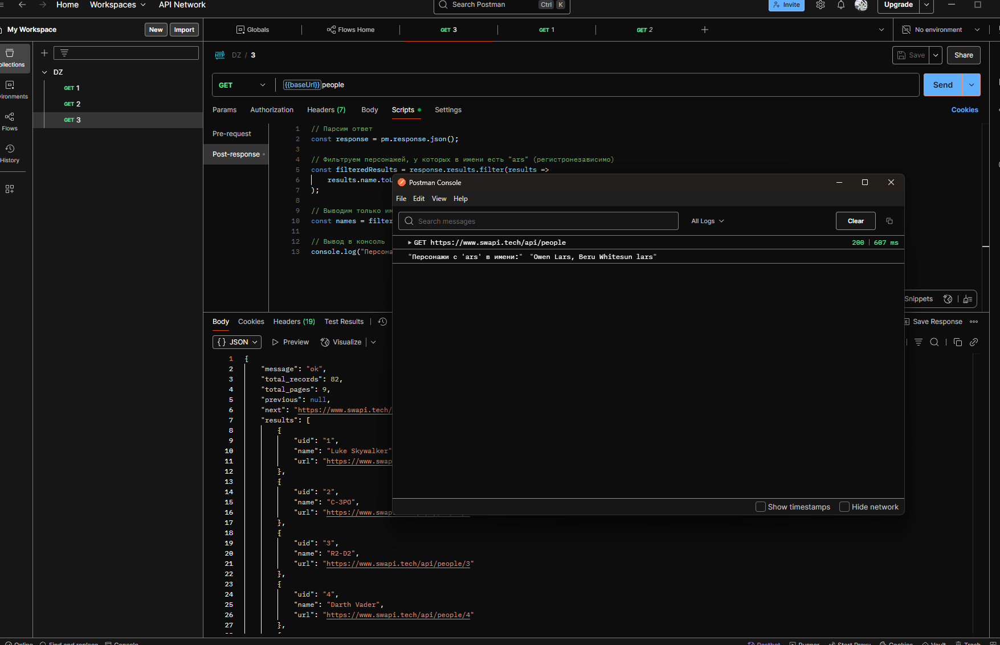 Home Workspaces API Network Search Postman Ctrl K Invite Upgrade
My Workspace New Import Globals Flows Home GET 3 GET 1 GET 2 No environment
DZ / 3 Save Share
DZ
GET 1
GET 2
GET 3
Flows
History
GET {{baseUrl}}people Send
Params Authorization Headers (7) Body Scripts Settings Cookies
Pre-request
Post-response
1 // Парсим ответ
2 const response = pm.response.json();
3
4 // Фильтруем персонажей, у которых в имени есть "ars" (регистронезависимо)
5 const filteredResults = response.results.filter(results =>
6 results.name.toL
7 );
8
9 // Выводим только им
10 const names = filter
11
12 // Вывод в консоль
13 console.log("Персона
Postman Console
File Edit View Help
Search messages All Logs Clear
GET https://www.swapi.tech/api/people 200 | 607 ms
"Персонажи с 'ars' в имени:" "Owen Lars, Beru Whitesun lars"
Show timestamps Hide network
Snippets
Body Cookies Headers (19) Test Results Save Response
{} JSON Preview Visualize
1 {
2 "message": "ok",
3 "total_records": 82,
4 "total_pages": 9,
5 "previous": null,
6 "next": "https://www.swapi.tech/
7 "results": [
8 {
9 "uid": "1",
10 "name": "Luke Skywalker"
11 "url": "https://www.swap
12 },
13 {
14 "uid": "2",
15 "name": "C-3PO",
16 "url": "https://www.swap
17 },
18 {
19 "uid": "3",
20 "name": "R2-D2",
21 "url": "https://www.swapi.tech/api/people/3"
22 },
23 {
24 "uid": "4",
25 "name": "Darth Vader",
26 "url": "https://www.swapi.tech/api/people/4"
27 },
Online Find and replace Console Postbot Runner Start Proxy Cookies Vault Trash